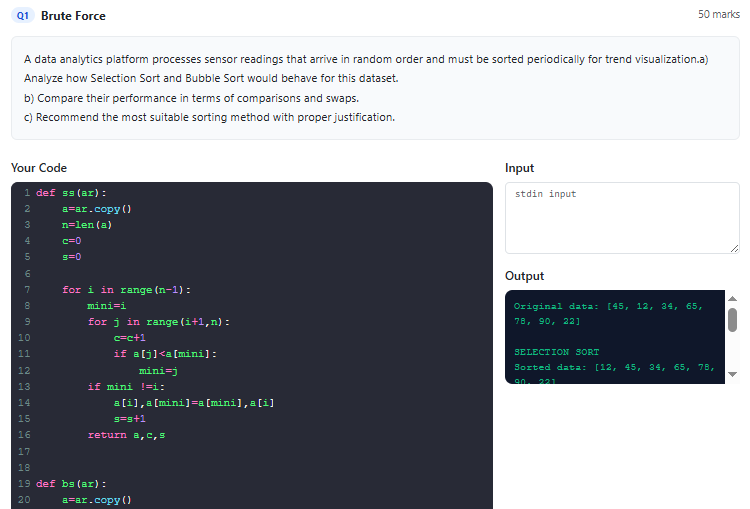 Q1 Brute Force
50 marks
A data analytics platform processes sensor readings that arrive in random order and must be sorted periodically for trend visualization.a)
Analyze how Selection Sort and Bubble Sort would behave for this dataset.
b) Compare their performance in terms of comparisons and swaps.
c) Recommend the most suitable sorting method with proper justification.
Your Code
1 def ss(ar):
2     a=ar.copy()
3     n=len(a)
4     c=0
5     s=0
6
7     for i in range(n-1):
8         mini=i
9         for j in range(i+1,n):
10             c=c+1
11             if a[j]<a[mini]:
12                 mini=j
13         if mini !=i:
14             a[i],a[mini]=a[mini],a[i]
15             s=s+1
16         return a,c,s
17
18
19 def bs(ar):
20     a=ar.copy()
Input
stdin input
Output
Original data: [45, 12, 34, 65,
78, 90, 22]
SELECTION SORT
Sorted data: [12, 45, 34, 65, 78,
90, 22]